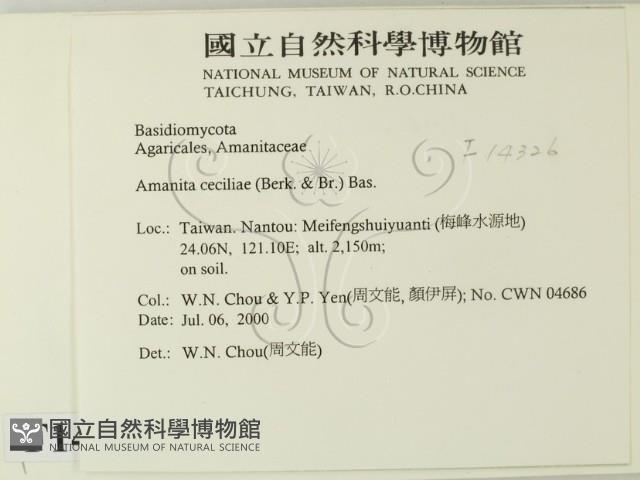 國立自然科學博物館
NATIONAL MUSEUM OF NATURAL SCIENCE
TAICHUNG, TAIWAN, R.O.CHINA
Basidiomycota
Agaricales, Amanitaceae
I 14326
Amanita ceciliae (Berk. & Br.) Bas.
Loc.: Taiwan. Nantou: Meifengshuiyuanti (梅峰水源地)
24.06N, 121.10E; alt. 2,150m;
on soil.
Col.: W.N. Chou & Y.P. Yen(周文能, 顏伊屏); No. CWN 04686
Date: Jul. 06, 2000
Det.: W.N. Chou(周文能)
國立自然科學博物館
NATIONAL MUSEUM OF NATURAL SCIENCE